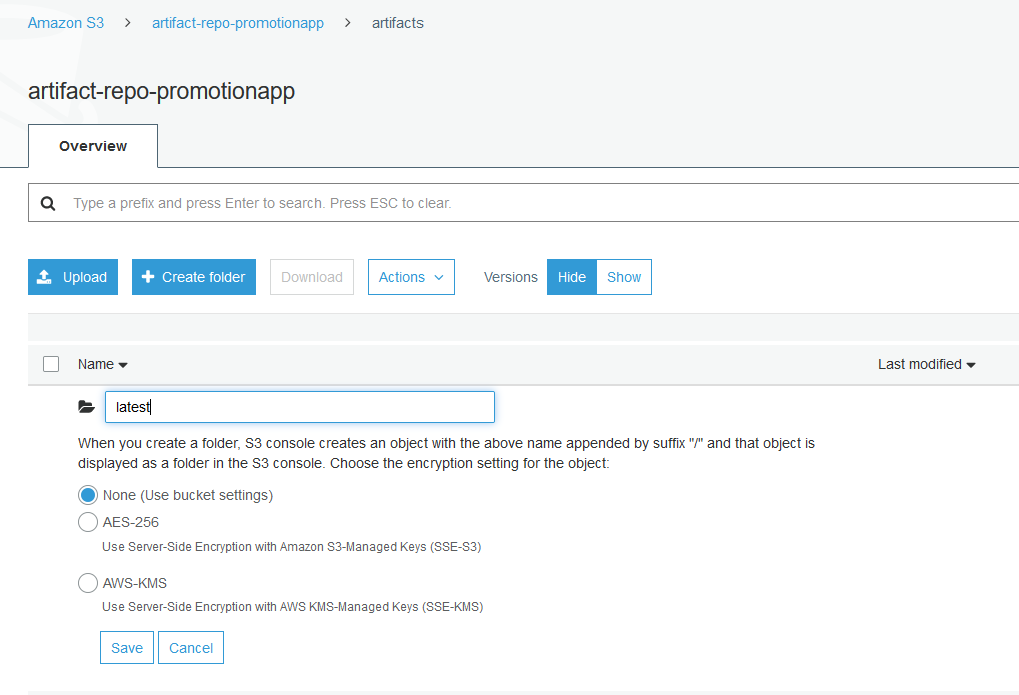 Amazon S3 > artifact-repo-promotionapp > artifacts
artifact-repo-promotionapp
Overview
Type a prefix and press Enter to search. Press ESC to clear.
Upload + Create folder Download Actions Versions Hide Show
Name Last modified
latest
When you create a folder, S3 console creates an object with the above name appended by suffix "/" and that object is
displayed as a folder in the S3 console. Choose the encryption setting for the object:
None (Use bucket settings)
AES-256
Use Server-Side Encryption with Amazon S3-Managed Keys (SSE-S3)
AWS-KMS
Use Server-Side Encryption with AWS KMS-Managed Keys (SSE-KMS)
Save Cancel